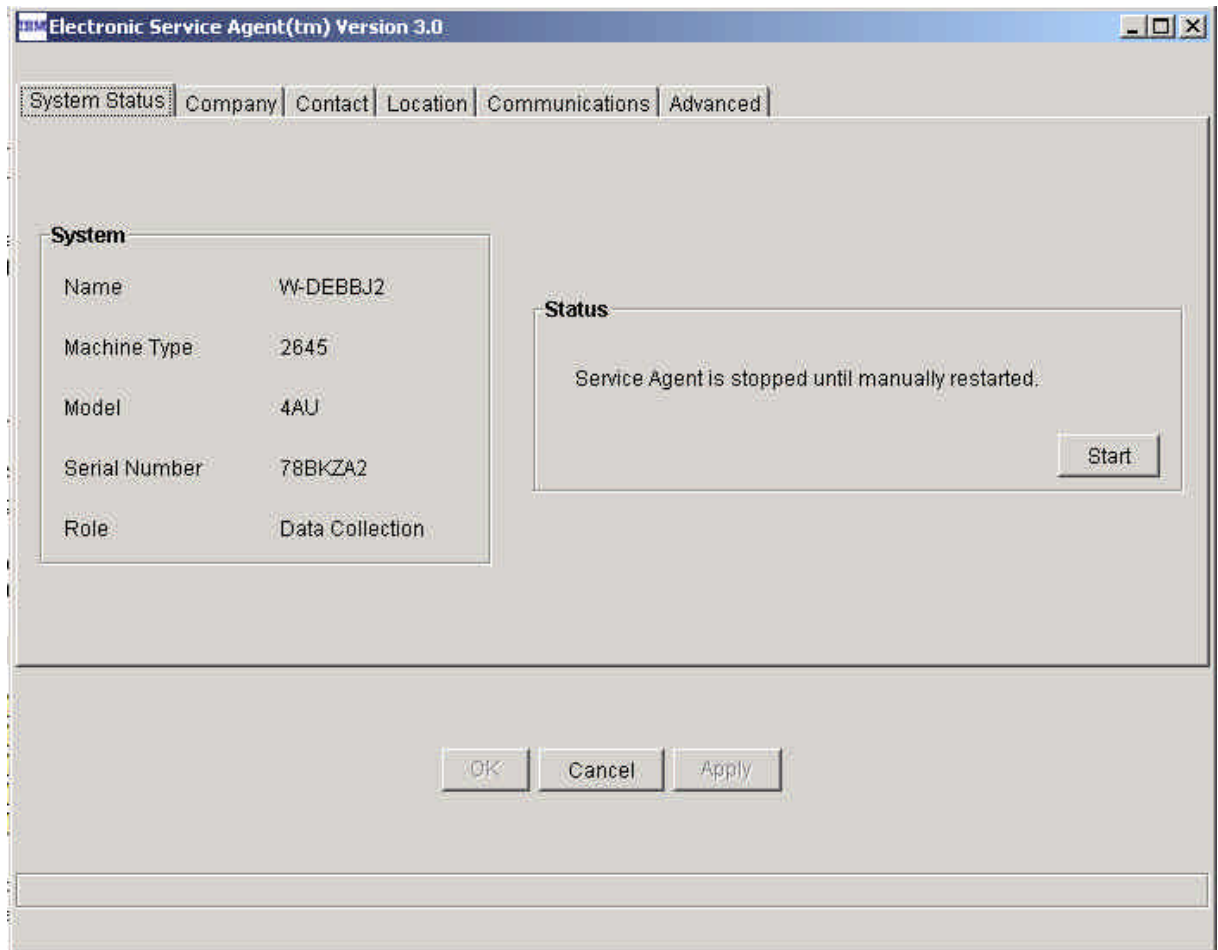 IBM Electronic Service Agent(tm) Version 3.0
System Status Company Contact Location Communications Advanced
System
Name W-DEBBJ2
Machine Type 2645
Model 4AU
Serial Number 78BKZA2
Role Data Collection
Status
Service Agent is stopped until manually restarted.
Start
OK Cancel Apply